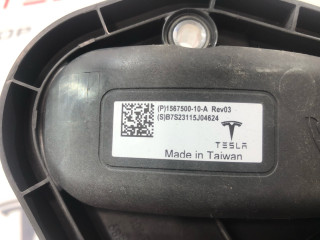 (P)1567500-10-A Rev03
(S)B7S23115J04624
TESLA
Made in Taiwan